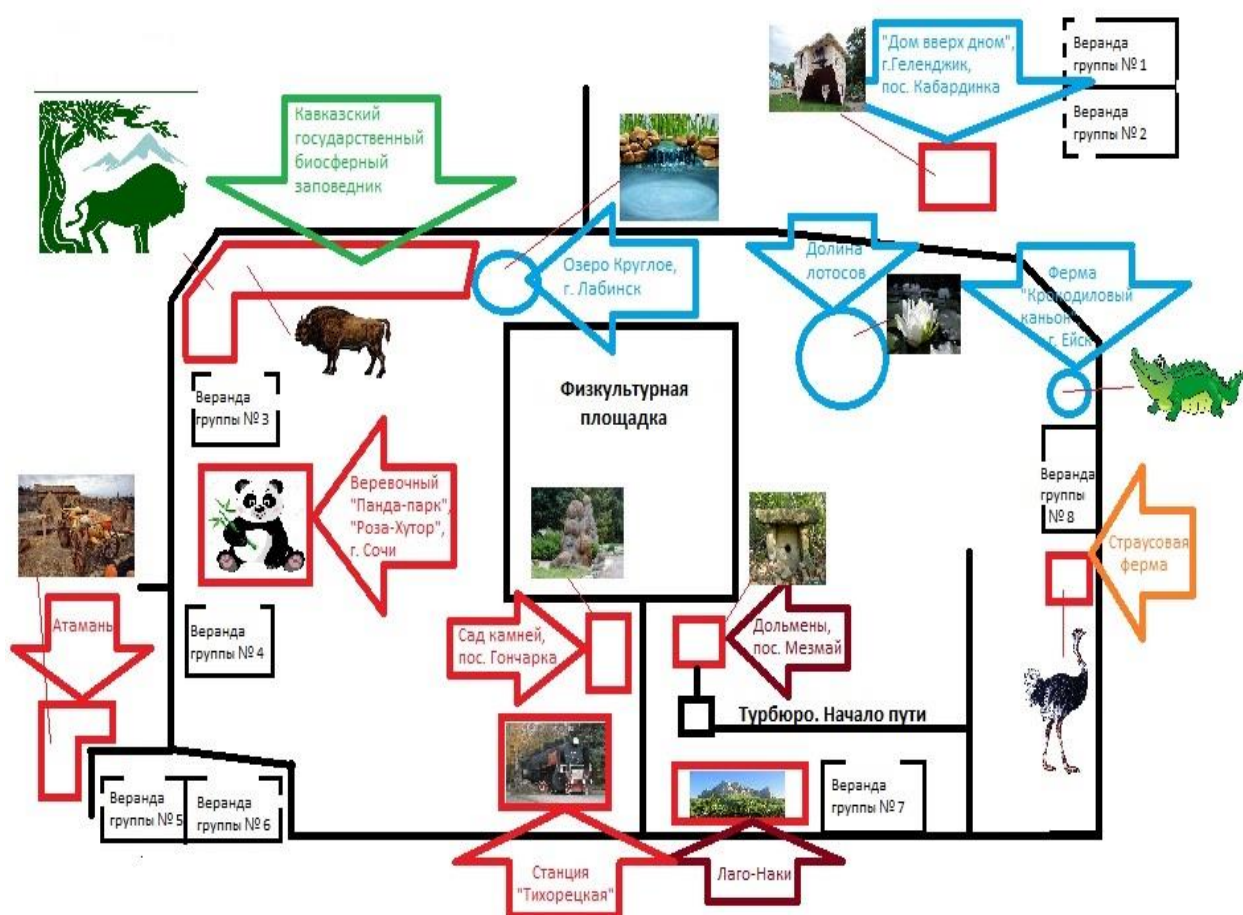 "Дом вверх дном",
г.Геленджик,
пос. Кабардинка
Веранда
группы № 1
Веранда
группы № 2
Кавказский
государственный
биосферный
заповедник
Озеро Круглое,
г. Лабинск
Долина
лотосов
Ферма
"Крокодиловый
каньон",
г. Ейск
Физкультурная
площадка
Веранда
группы № 3
Веревочный
"Панда-парк",
"Роза-Хутор",
г. Сочи
Веранда
группы
№ 8
Страусовая
ферма
Атамань
Веранда
группы № 4
Сад камней,
пос. Гончарка
Дольмены,
пос. Мезмай
Турбюро. Начало пути
Веранда
группы № 5
Веранда
группы № 6
Веранда
группы № 7
Станция
"Тихорецкая"
Лаго-Наки